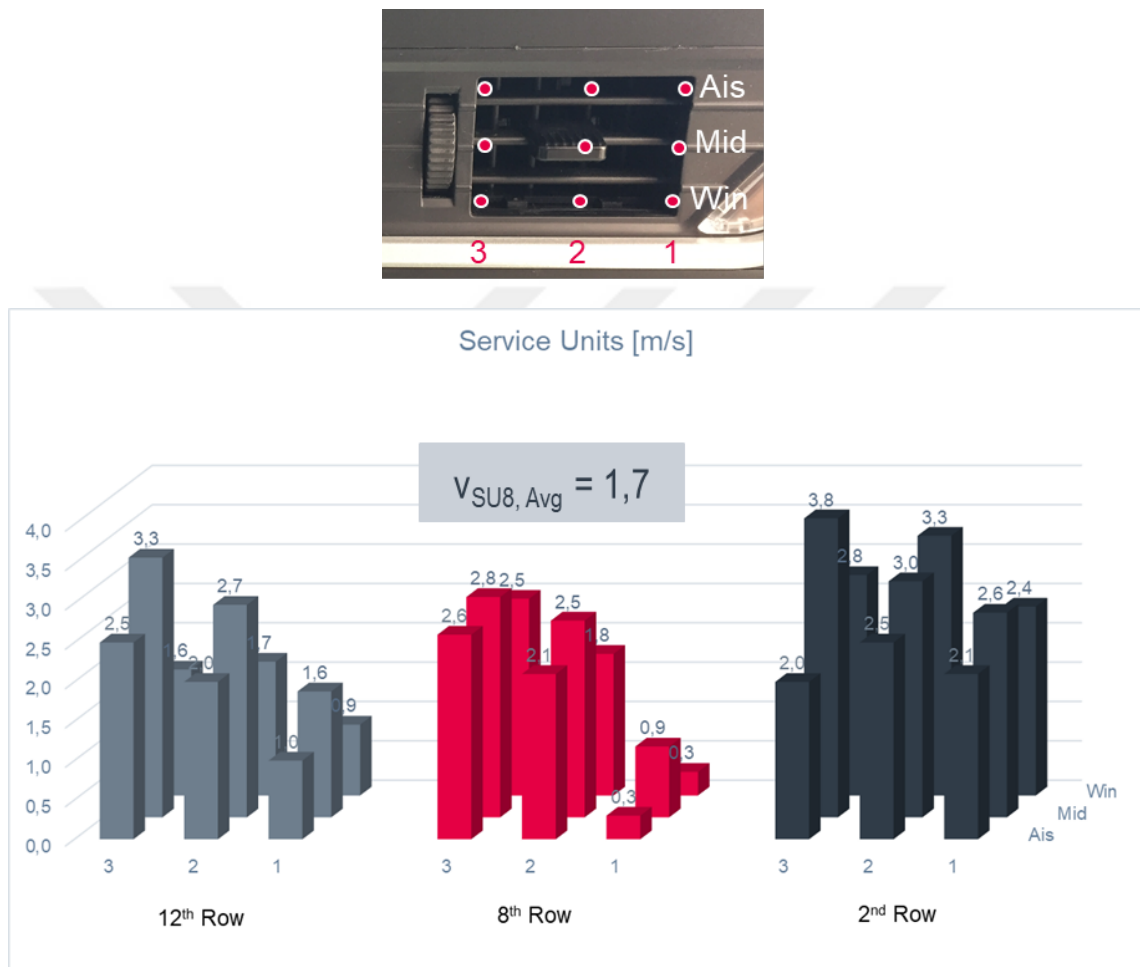 Ais
Mid
Win
3 2 1
Service Units [m/s]
vSU8, Avg = 1,7
4,0
3,5
3,0
2,5
2,0
1,5
1,0
0,5
0,0
2,5 3,3 1,6 2,0 2,7 1,7 1,0 1,6 0,9
2,6 2,8 2,5 2,1 2,5 1,8 0,3 0,9 0,3
2,0 3,8 2,8 2,5 3,0 3,3 2,1 2,6 2,4
Win
Mid
Ais
3 2 1 3 2 1 3 2 1
12th Row 8th Row 2nd Row